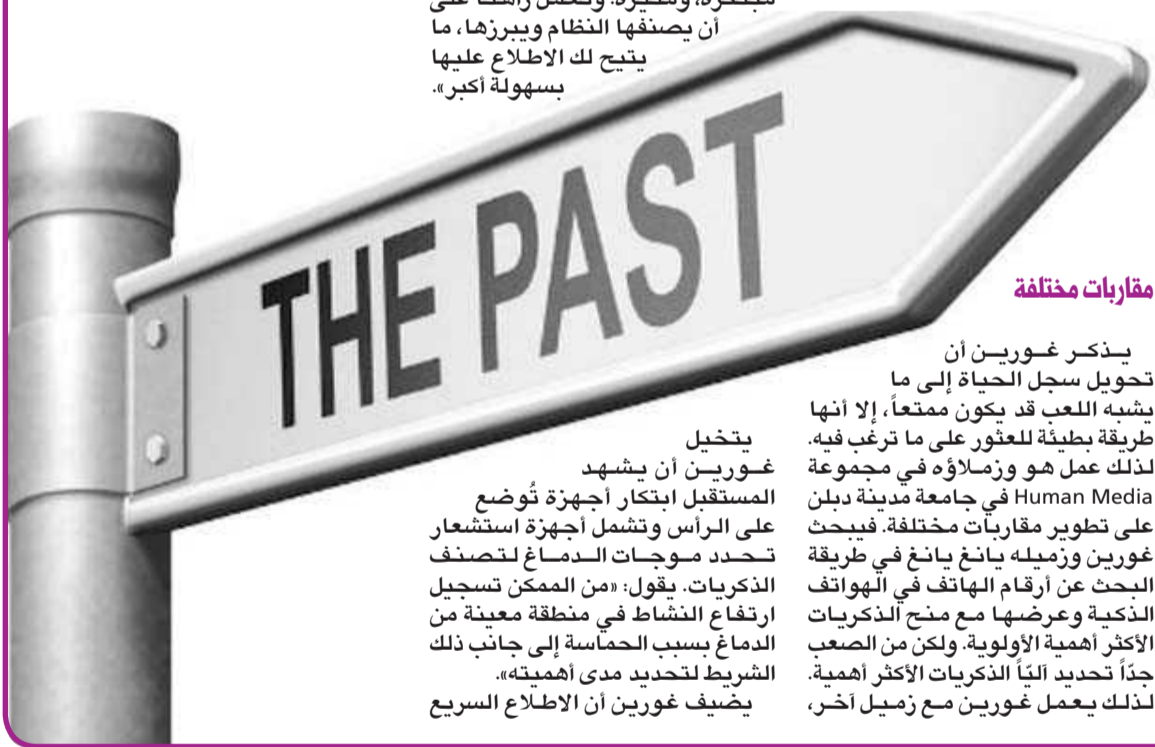 أن يصنفها النظام ويبرزها، ما
يتيح لك الاطلاع عليها
بسهولة أكبر».
THE PAST
مقاربات مختلفة
يذكر غورين أن
تحويل سجل الحياة إلى ما
يشبه اللعب قد يكون ممتعاً، إلا أنها
طريقة بطيئة للعثور على ما ترغب فيه.
لذلك عمل هو وزملاؤه في مجموعة
Human Media في جامعة مدينة دبلن
على تطوير مقاربات مختلفة. فيبحث
غورين وزميله يانغ يانغ في طريقة
البحث عن أرقام الهاتف في الهواتف
الذكية وعرضها مع منح الذكريات
الأكثر أهمية الأولوية. ولكن من الصعب
جدّاً تحديد آليّاً الذكريات الأكثر أهمية.
لذلك يعمل غورين مع زميل آخر،
يتخيل
غورين أن يشهد
المستقبل ابتكار أجهزة تُوضع
على الرأس وتشمل أجهزة استشعار
تحدد موجات الدماغ لتصنف
الذكريات. يقول: «من الممكن تسجيل
ارتفاع النشاط في منطقة معينة من
الدماغ بسبب الحماسة إلى جانب ذلك
الشريط لتحديد مدى أهميته».
يضيف غورين أن الاطلاع السريع